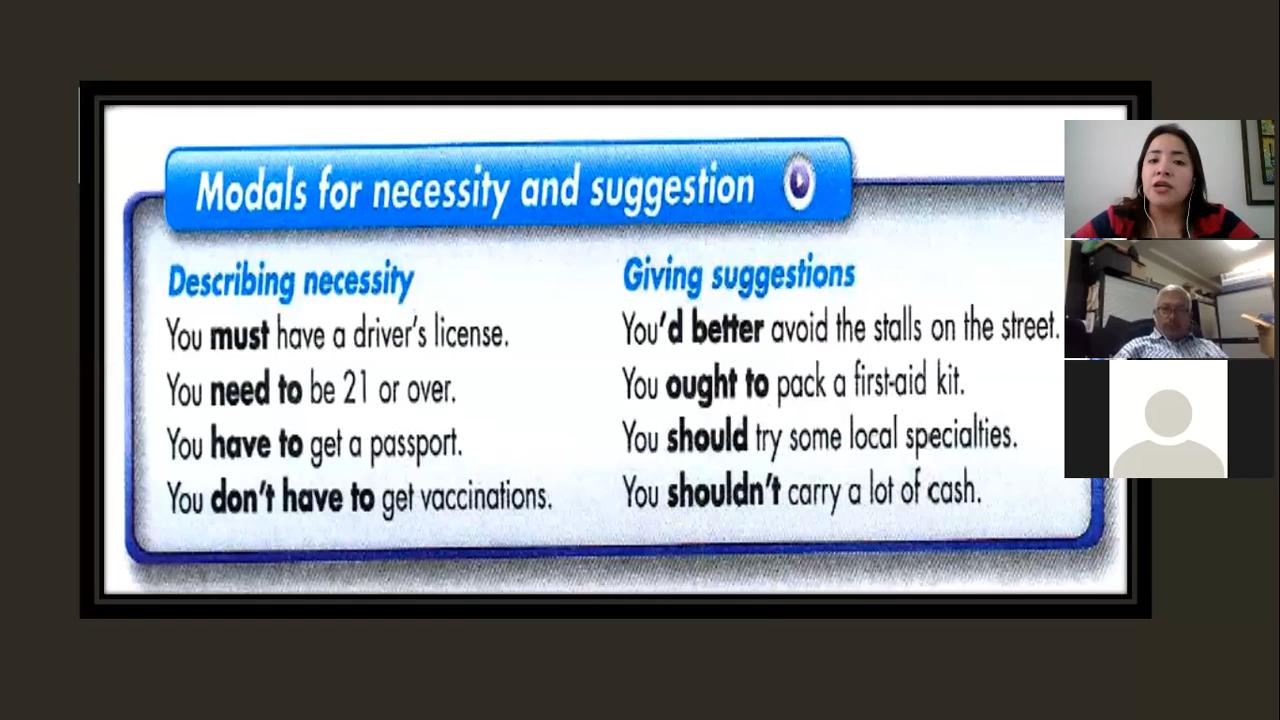 Modals for necessity and suggestion
Describing necessity
You must have a driver's license.
You need to be 21 or over.
You have to get a passport.
You don't have to get vaccinations.
Giving suggestions
You'd better avoid the stalls on the street.
You ought to pack a first-aid kit.
You should try some local specialties.
You shouldn't carry a lot of cash.